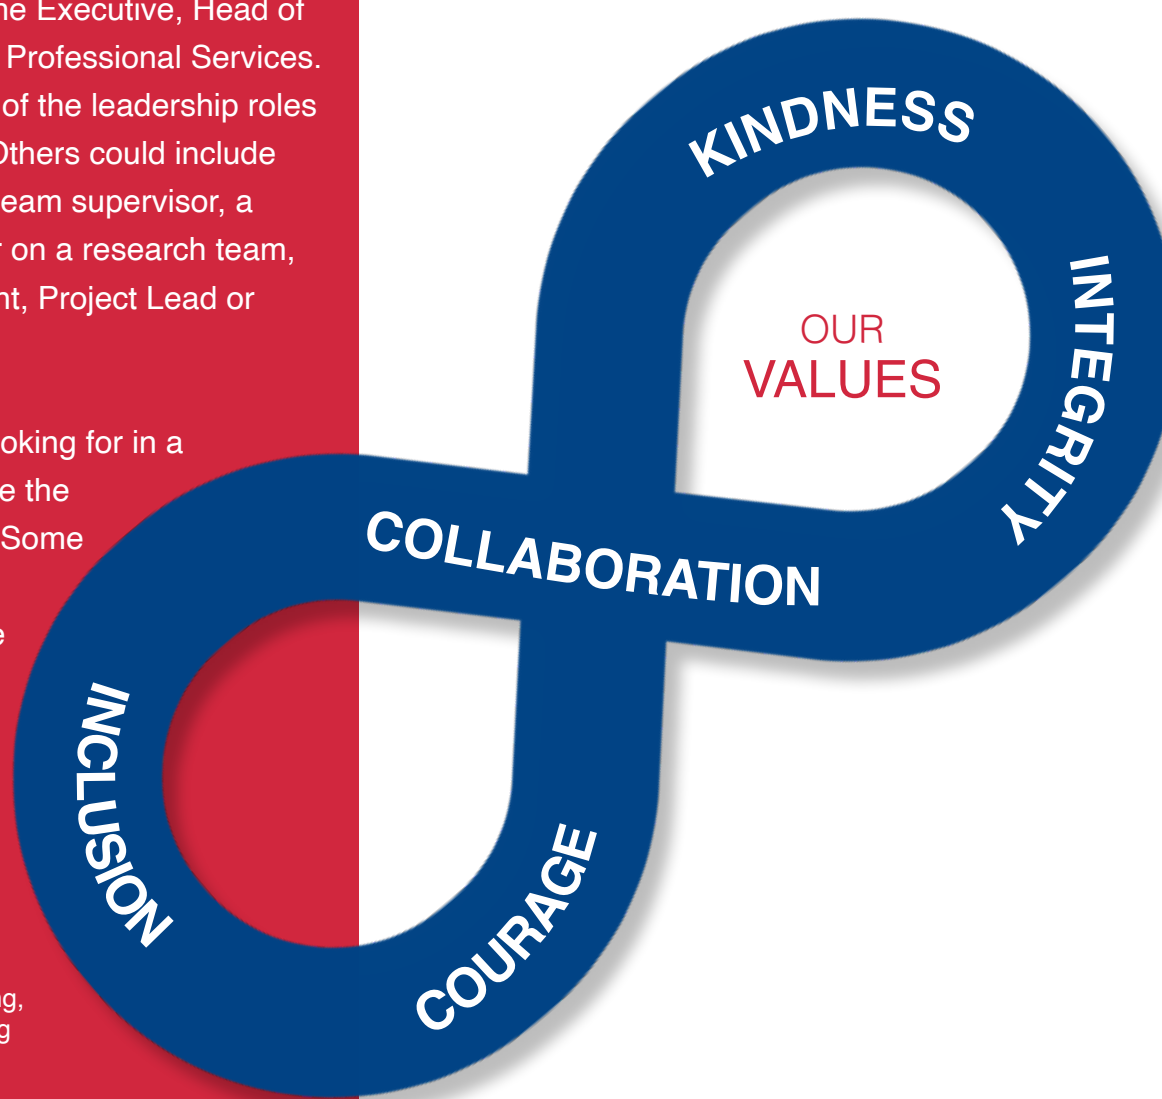 ne Executive, Head of
Professional Services.
of the leadership roles
Others could include
eam supervisor, a
r on a research team,
nt, Project Lead or
oking for in a
e the
Some
e
ng,
g
KINDNESS
INTEGRITY
OUR
VALUES
COLLABORATION
INCLUSION
COURAGE